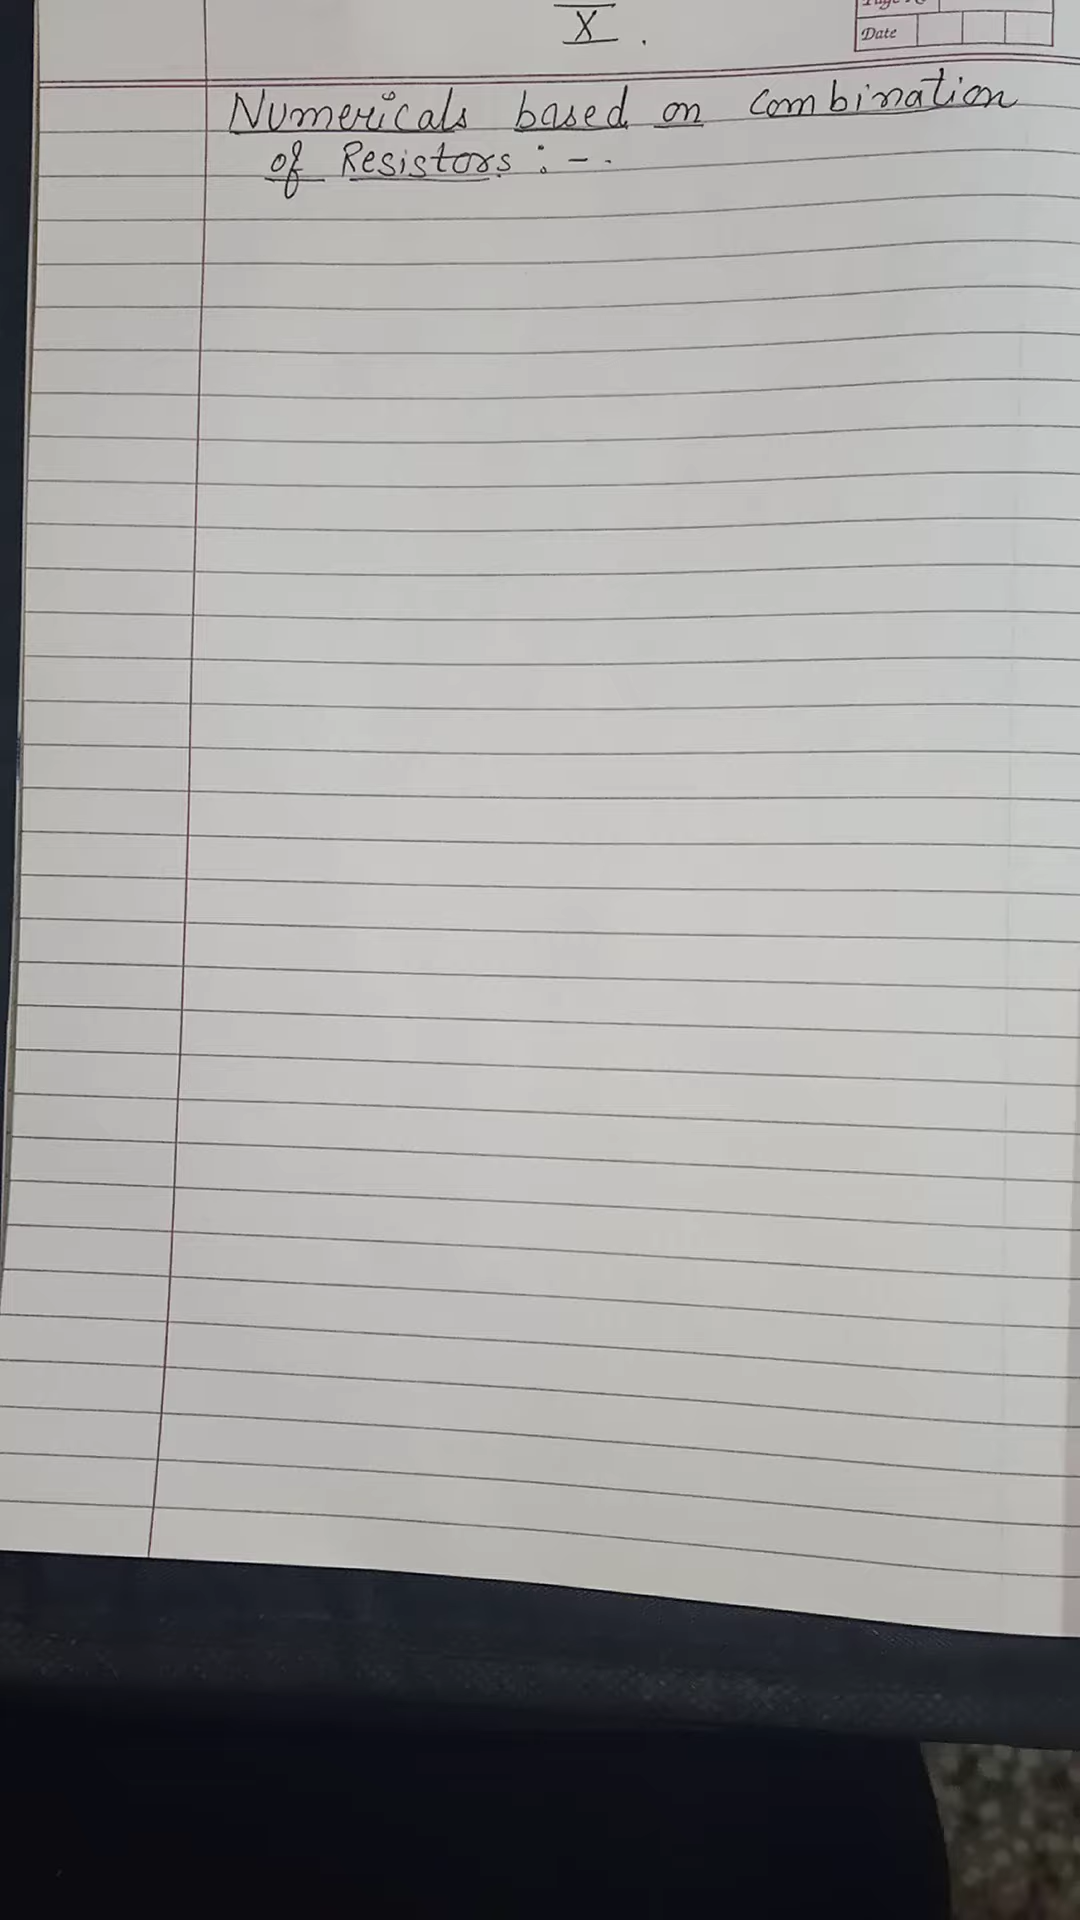 X.
Date
Numericals based on Combination
of Resistors :-.